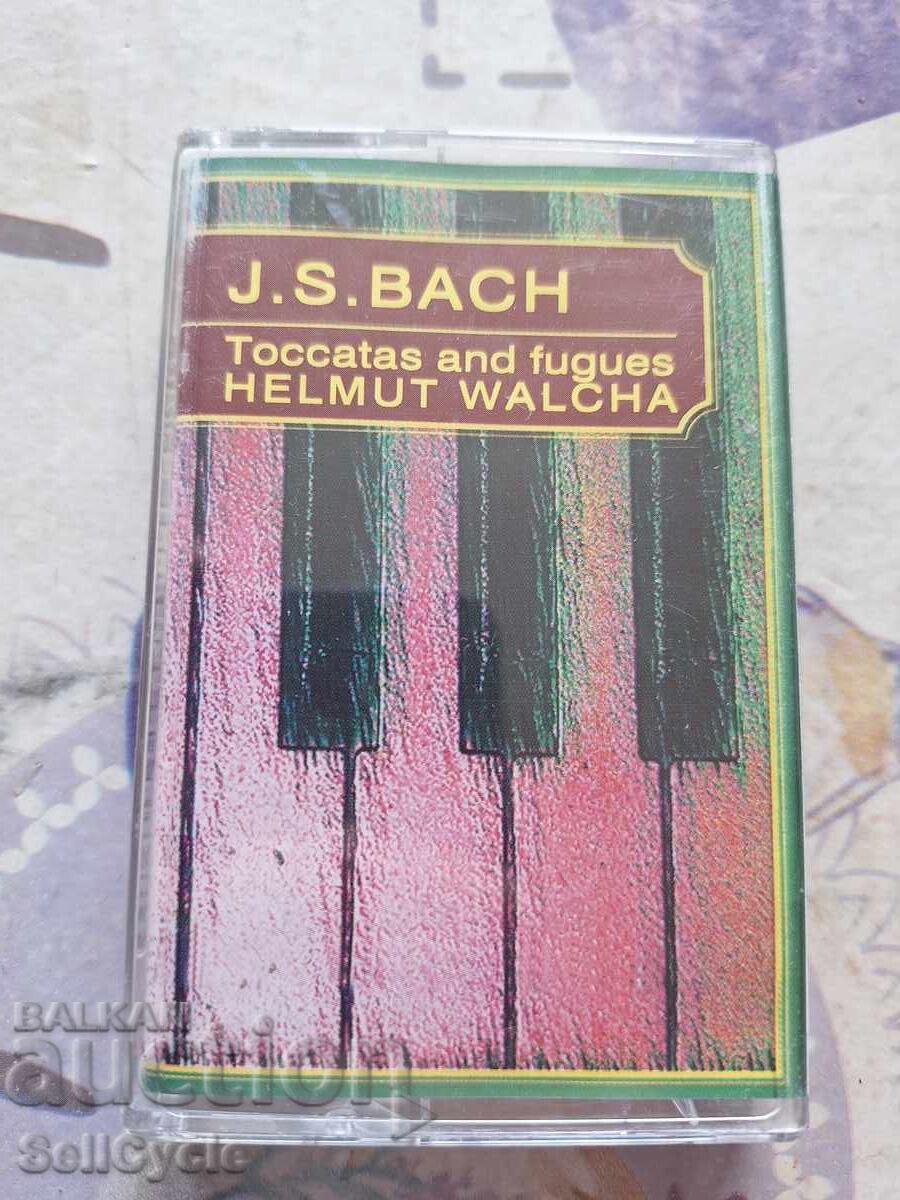 J.S.BACH
Toccatas and fugues
HELMUT WALCHA
BALKAN
auction
SellCycle